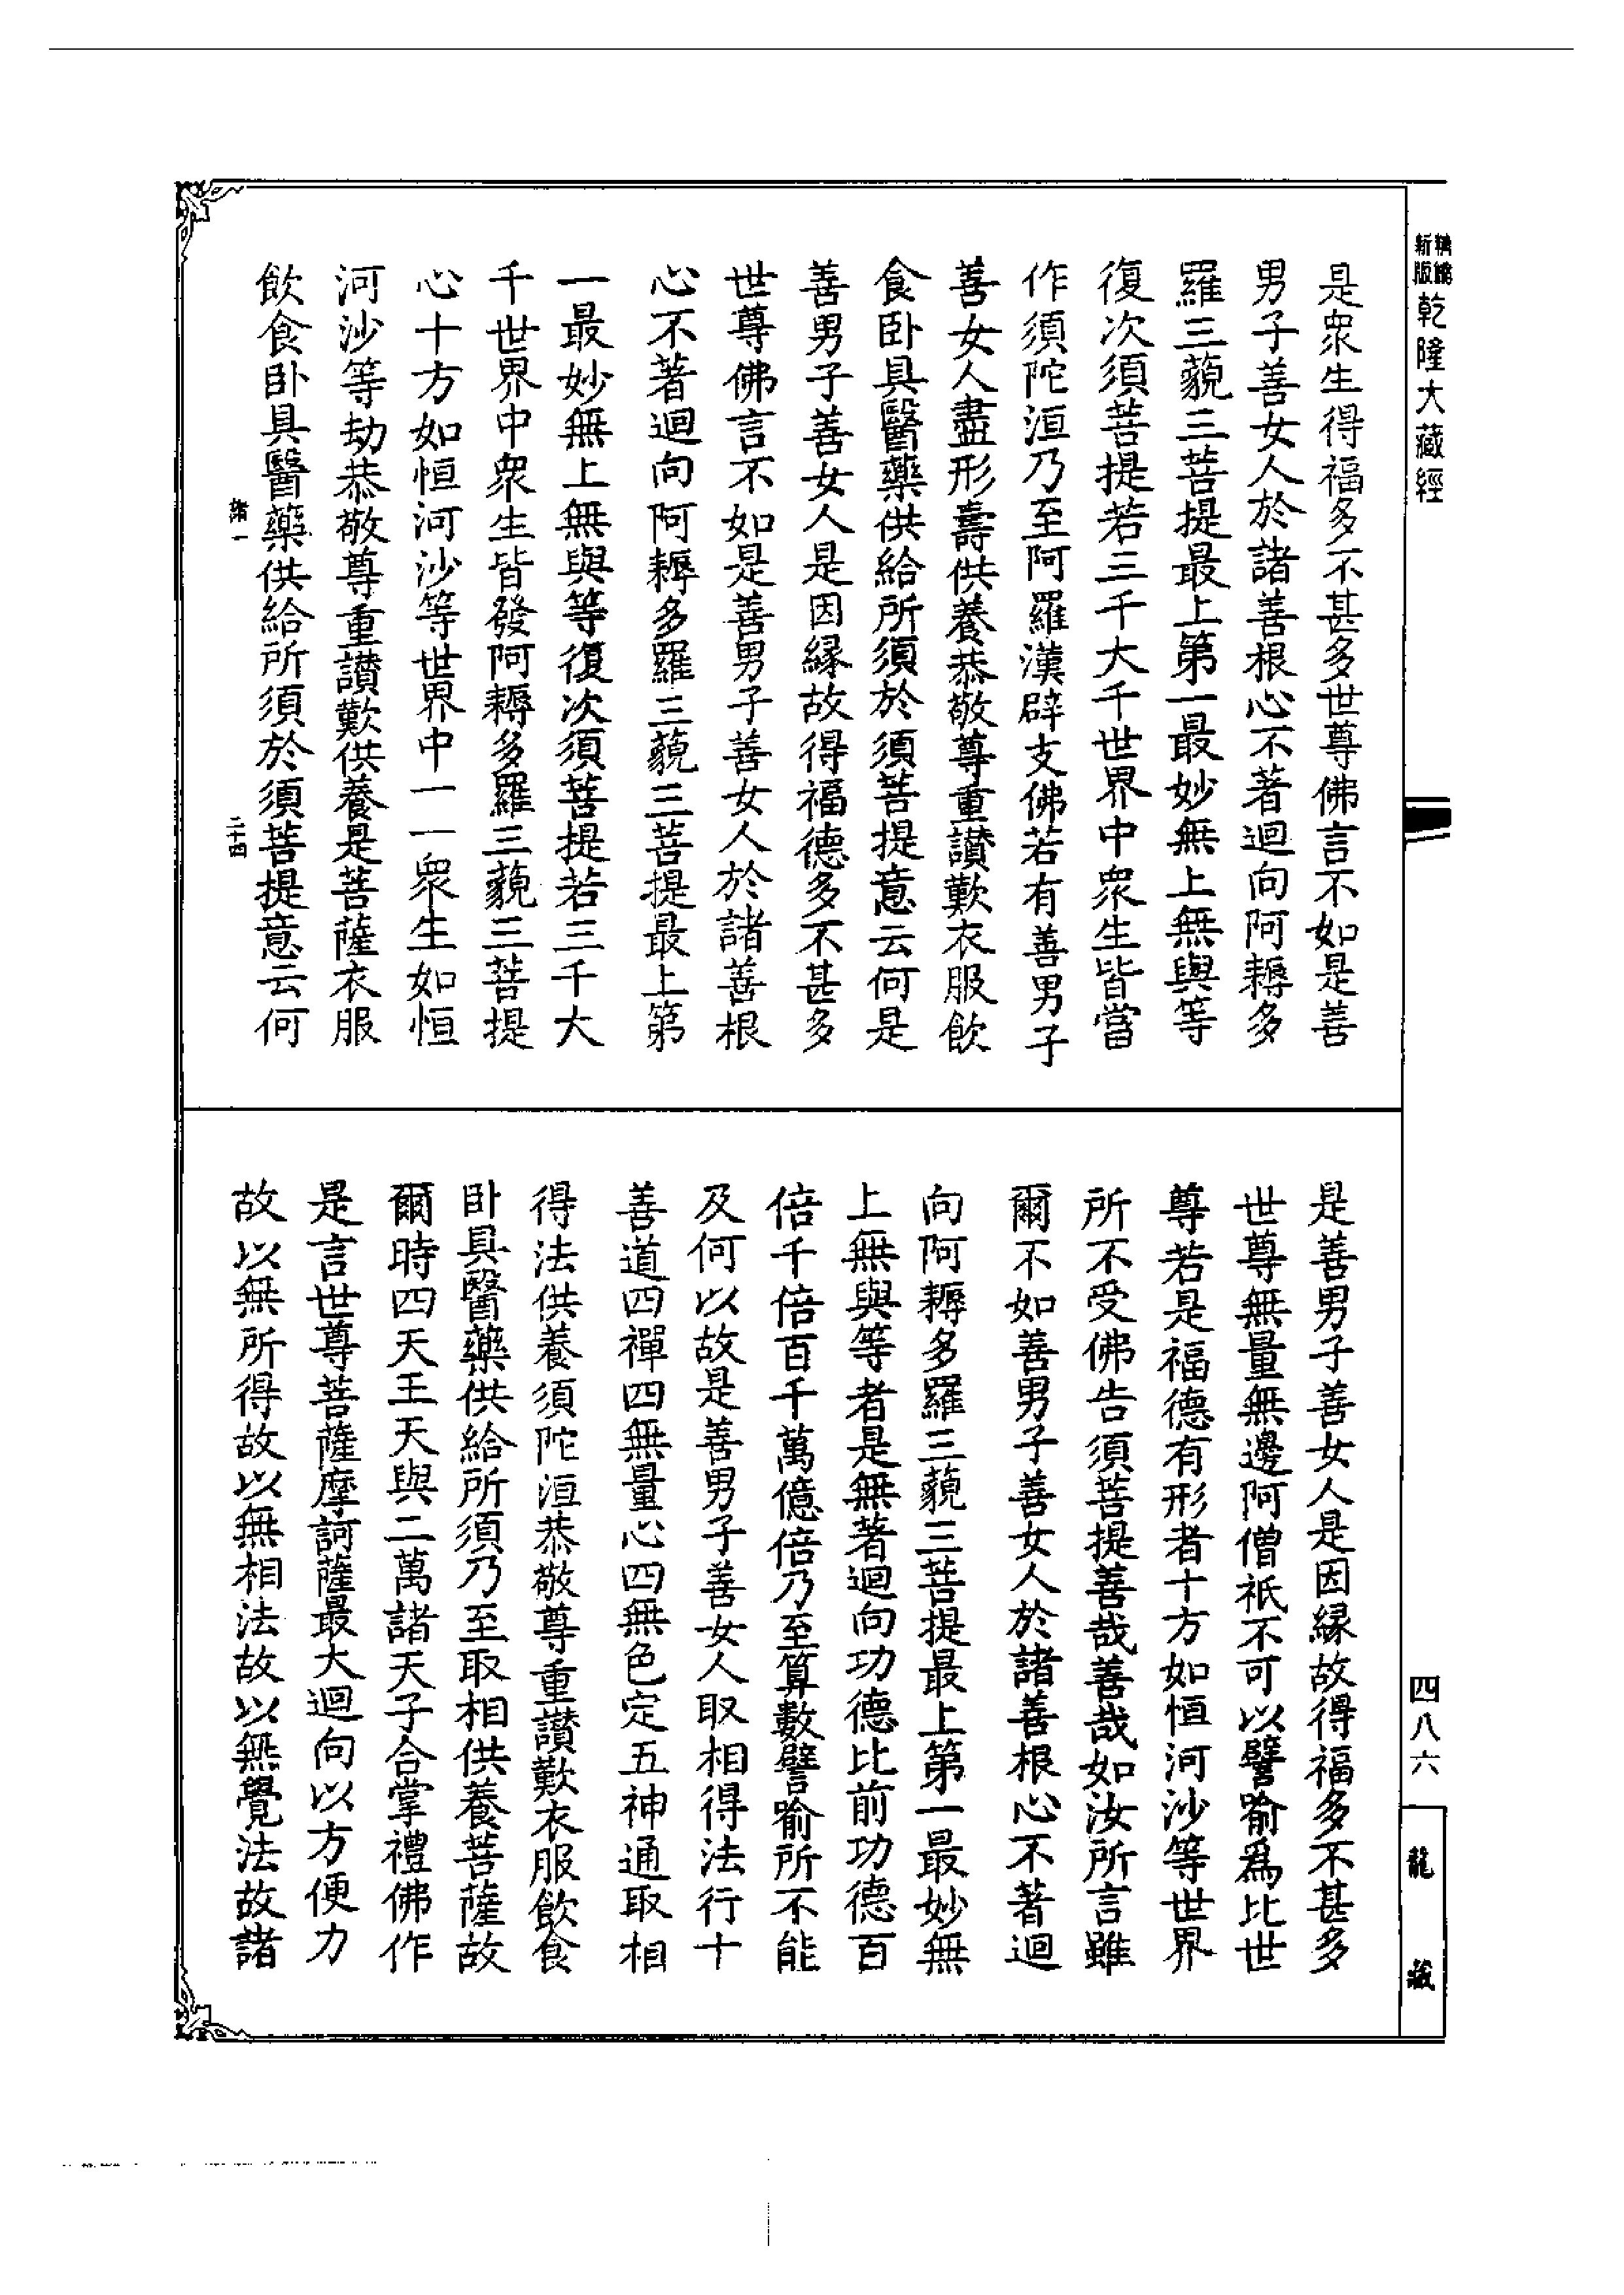 新版
乾隆大藏經
是衆生得福多不甚多世尊佛言不如是善
男子善女人於諸善根心不著迴向阿耨多
羅三藐三菩提最上第一最妙無上無與等
復次須菩提若三千大千世界中衆生皆當
作須陀洹乃至阿羅漢辟支佛若有善男子
善女人盡形壽供養恭敬尊重讃歎衣服飲
食卧具醫藥供給所須於須菩提意云何是
善男子善女人是因緣故得福德多不甚多
世尊佛言不如是善男子善女人於諸善根
心不著迴向阿耨多羅三藐三菩提最上第
一最妙無上無與等復次須菩提若三千大
千世界中衆生皆發阿耨多羅三藐三菩提
心十方如恒河沙等世界中一一衆生如恒
河沙等劫恭敬尊重讃歎供養是菩薩衣服
飲食卧具醫藥供給所須於須菩提意云何
二十四
是善男子善女人是因緣故得福多不甚多
世尊無量無邊阿僧祇不可以譬喻爲比世
尊若是福德有形者十方如恒河沙等世界
所不受佛告須菩提善哉善哉如汝所言雖
爾不如善男子善女人於諸善根心不著迴
向阿耨多羅三藐三菩提最上第一最妙無
上無與等者是無著迴向功德比前功德百
倍千倍百千萬億倍乃至算數譬喻所不能
及何以故是善男子善女人取相得法行十
善道四禪四無量心四無色定五神通取相
得法供養須陀洹恭敬尊重讃歎衣服飲食
卧具醫藥供給所須乃至取相供養菩薩故
爾時四天王天與二萬諸天子合掌禮佛作
是言世尊菩薩摩訶薩最大迴向以方便力
故以無所得故以無相法故以無覺法故諸
四八六
龍藏